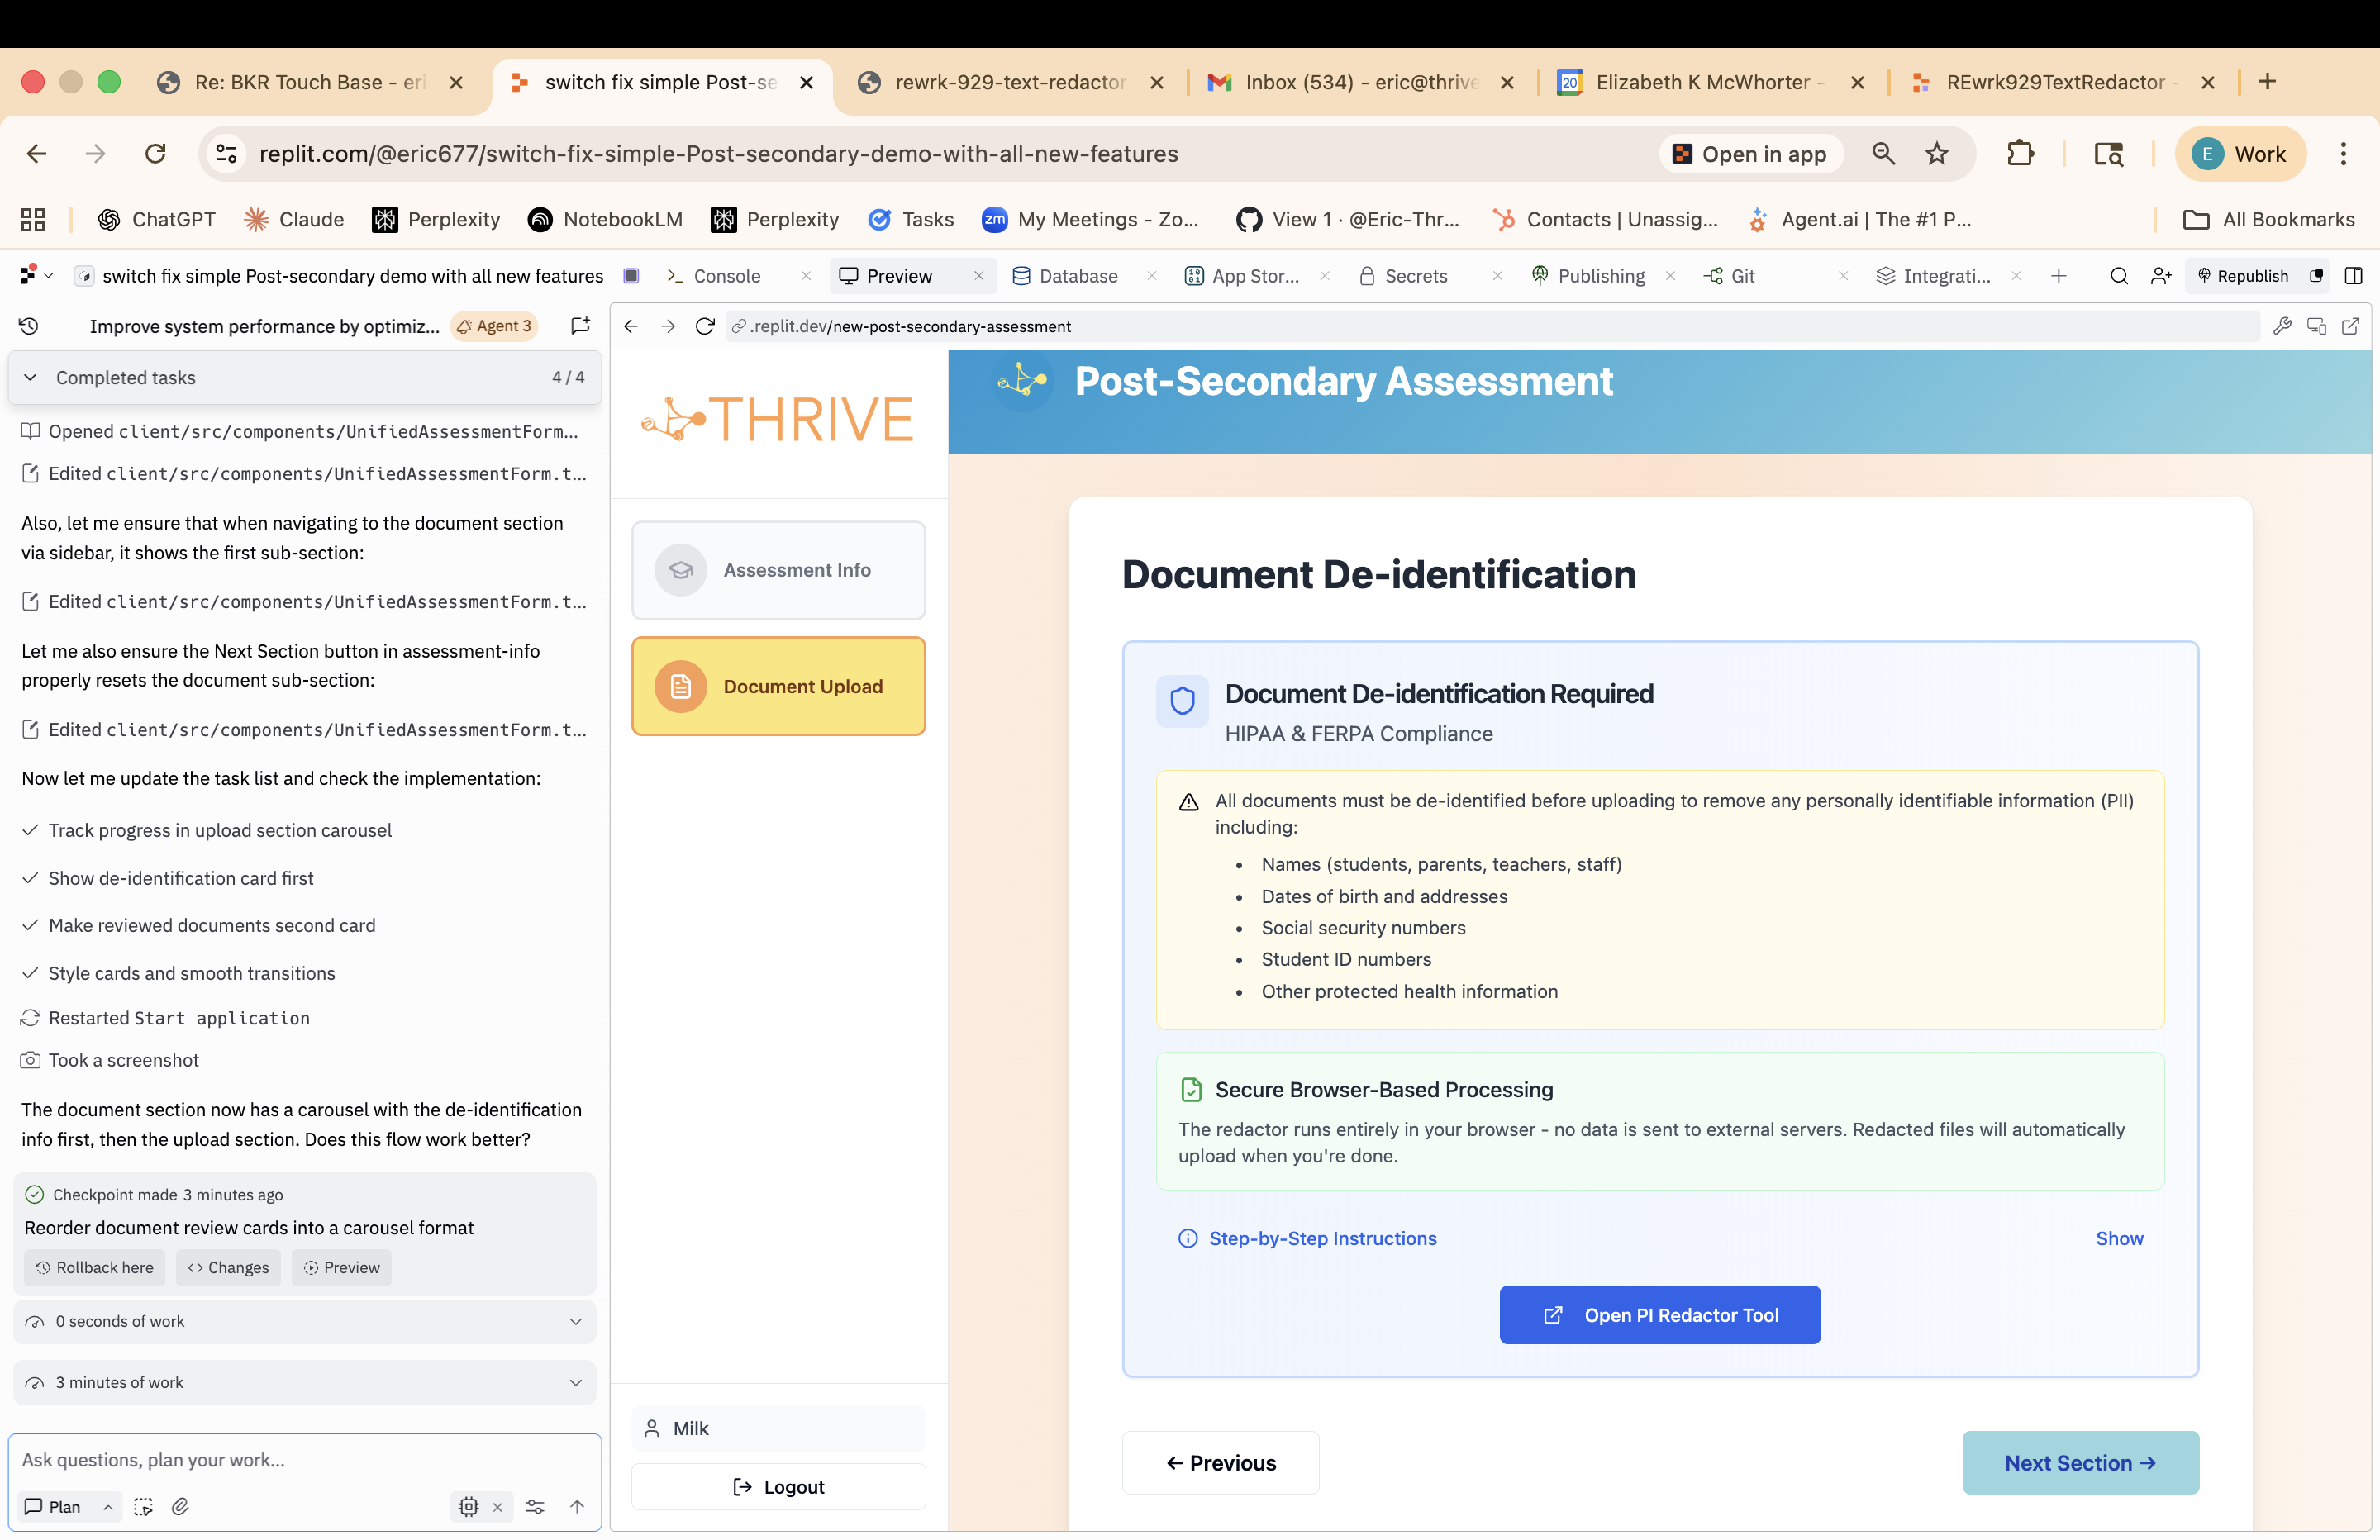 Re: BKR Touch Base - eri
switch fix simple Post-se
rewrk-929-text-redactor
Inbox (534) - eric@thrive
20
Elizabeth K McWhorter -
REwrk929TextRedactor -
replit.com/@eric677/switch-fix-simple-Post-secondary-demo-with-all-new-features
Open in app
E
Work
ChatGPT
Claude
Perplexity
NotebookLM
Perplexity
Tasks
zm
My Meetings - Zo...
View 1 · @Eric-Thr...
Contacts | Unassig...
Agent.ai | The #1 P...
All Bookmarks
switch fix simple Post-secondary demo with all new features
Console
Preview
Database
App Stor...
Secrets
Publishing
Git
Integrati...
Republish
Improve system performance by optimiz...
Agent 3
.replit.dev/new-post-secondary-assessment
Completed tasks
4 / 4
Opened client/src/components/UnifiedAssessmentForm...
Edited client/src/components/UnifiedAssessmentForm.t...
Also, let me ensure that when navigating to the document section
via sidebar, it shows the first sub-section:
Edited client/src/components/UnifiedAssessmentForm.t...
Let me also ensure the Next Section button in assessment-info
properly resets the document sub-section:
Edited client/src/components/UnifiedAssessmentForm.t...
Now let me update the task list and check the implementation:
Track progress in upload section carousel
Show de-identification card first
Make reviewed documents second card
Style cards and smooth transitions
Restarted Start application
Took a screenshot
The document section now has a carousel with the de-identification
info first, then the upload section. Does this flow work better?
Checkpoint made 3 minutes ago
Reorder document review cards into a carousel format
Rollback here
Changes
Preview
0 seconds of work
3 minutes of work
Ask questions, plan your work...
Plan
THRIVE
Assessment Info
Document Upload
Milk
Logout
Post-Secondary Assessment
Document De-identification
Document De-identification Required
HIPAA & FERPA Compliance
All documents must be de-identified before uploading to remove any personally identifiable information (PII)
including:
• Names (students, parents, teachers, staff)
• Dates of birth and addresses
• Social security numbers
• Student ID numbers
• Other protected health information
Secure Browser-Based Processing
The redactor runs entirely in your browser - no data is sent to external servers. Redacted files will automatically
upload when you're done.
Step-by-Step Instructions
Show
Open PI Redactor Tool
← Previous
Next Section →